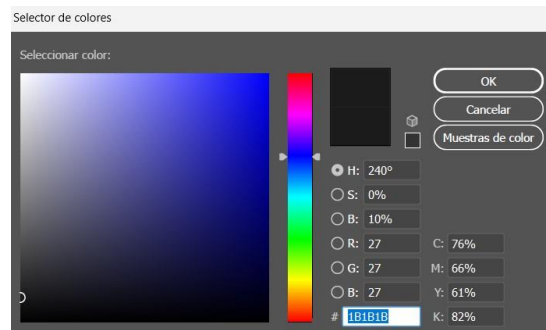 Selector de colores
Seleccionar color:
OK
Cancelar
Muestras de color
H: 240º
S: 0%
B: 10%
R: 27 C: 76%
G: 27 M: 66%
B: 27 Y: 61%
# 1B1B1B K: 82%